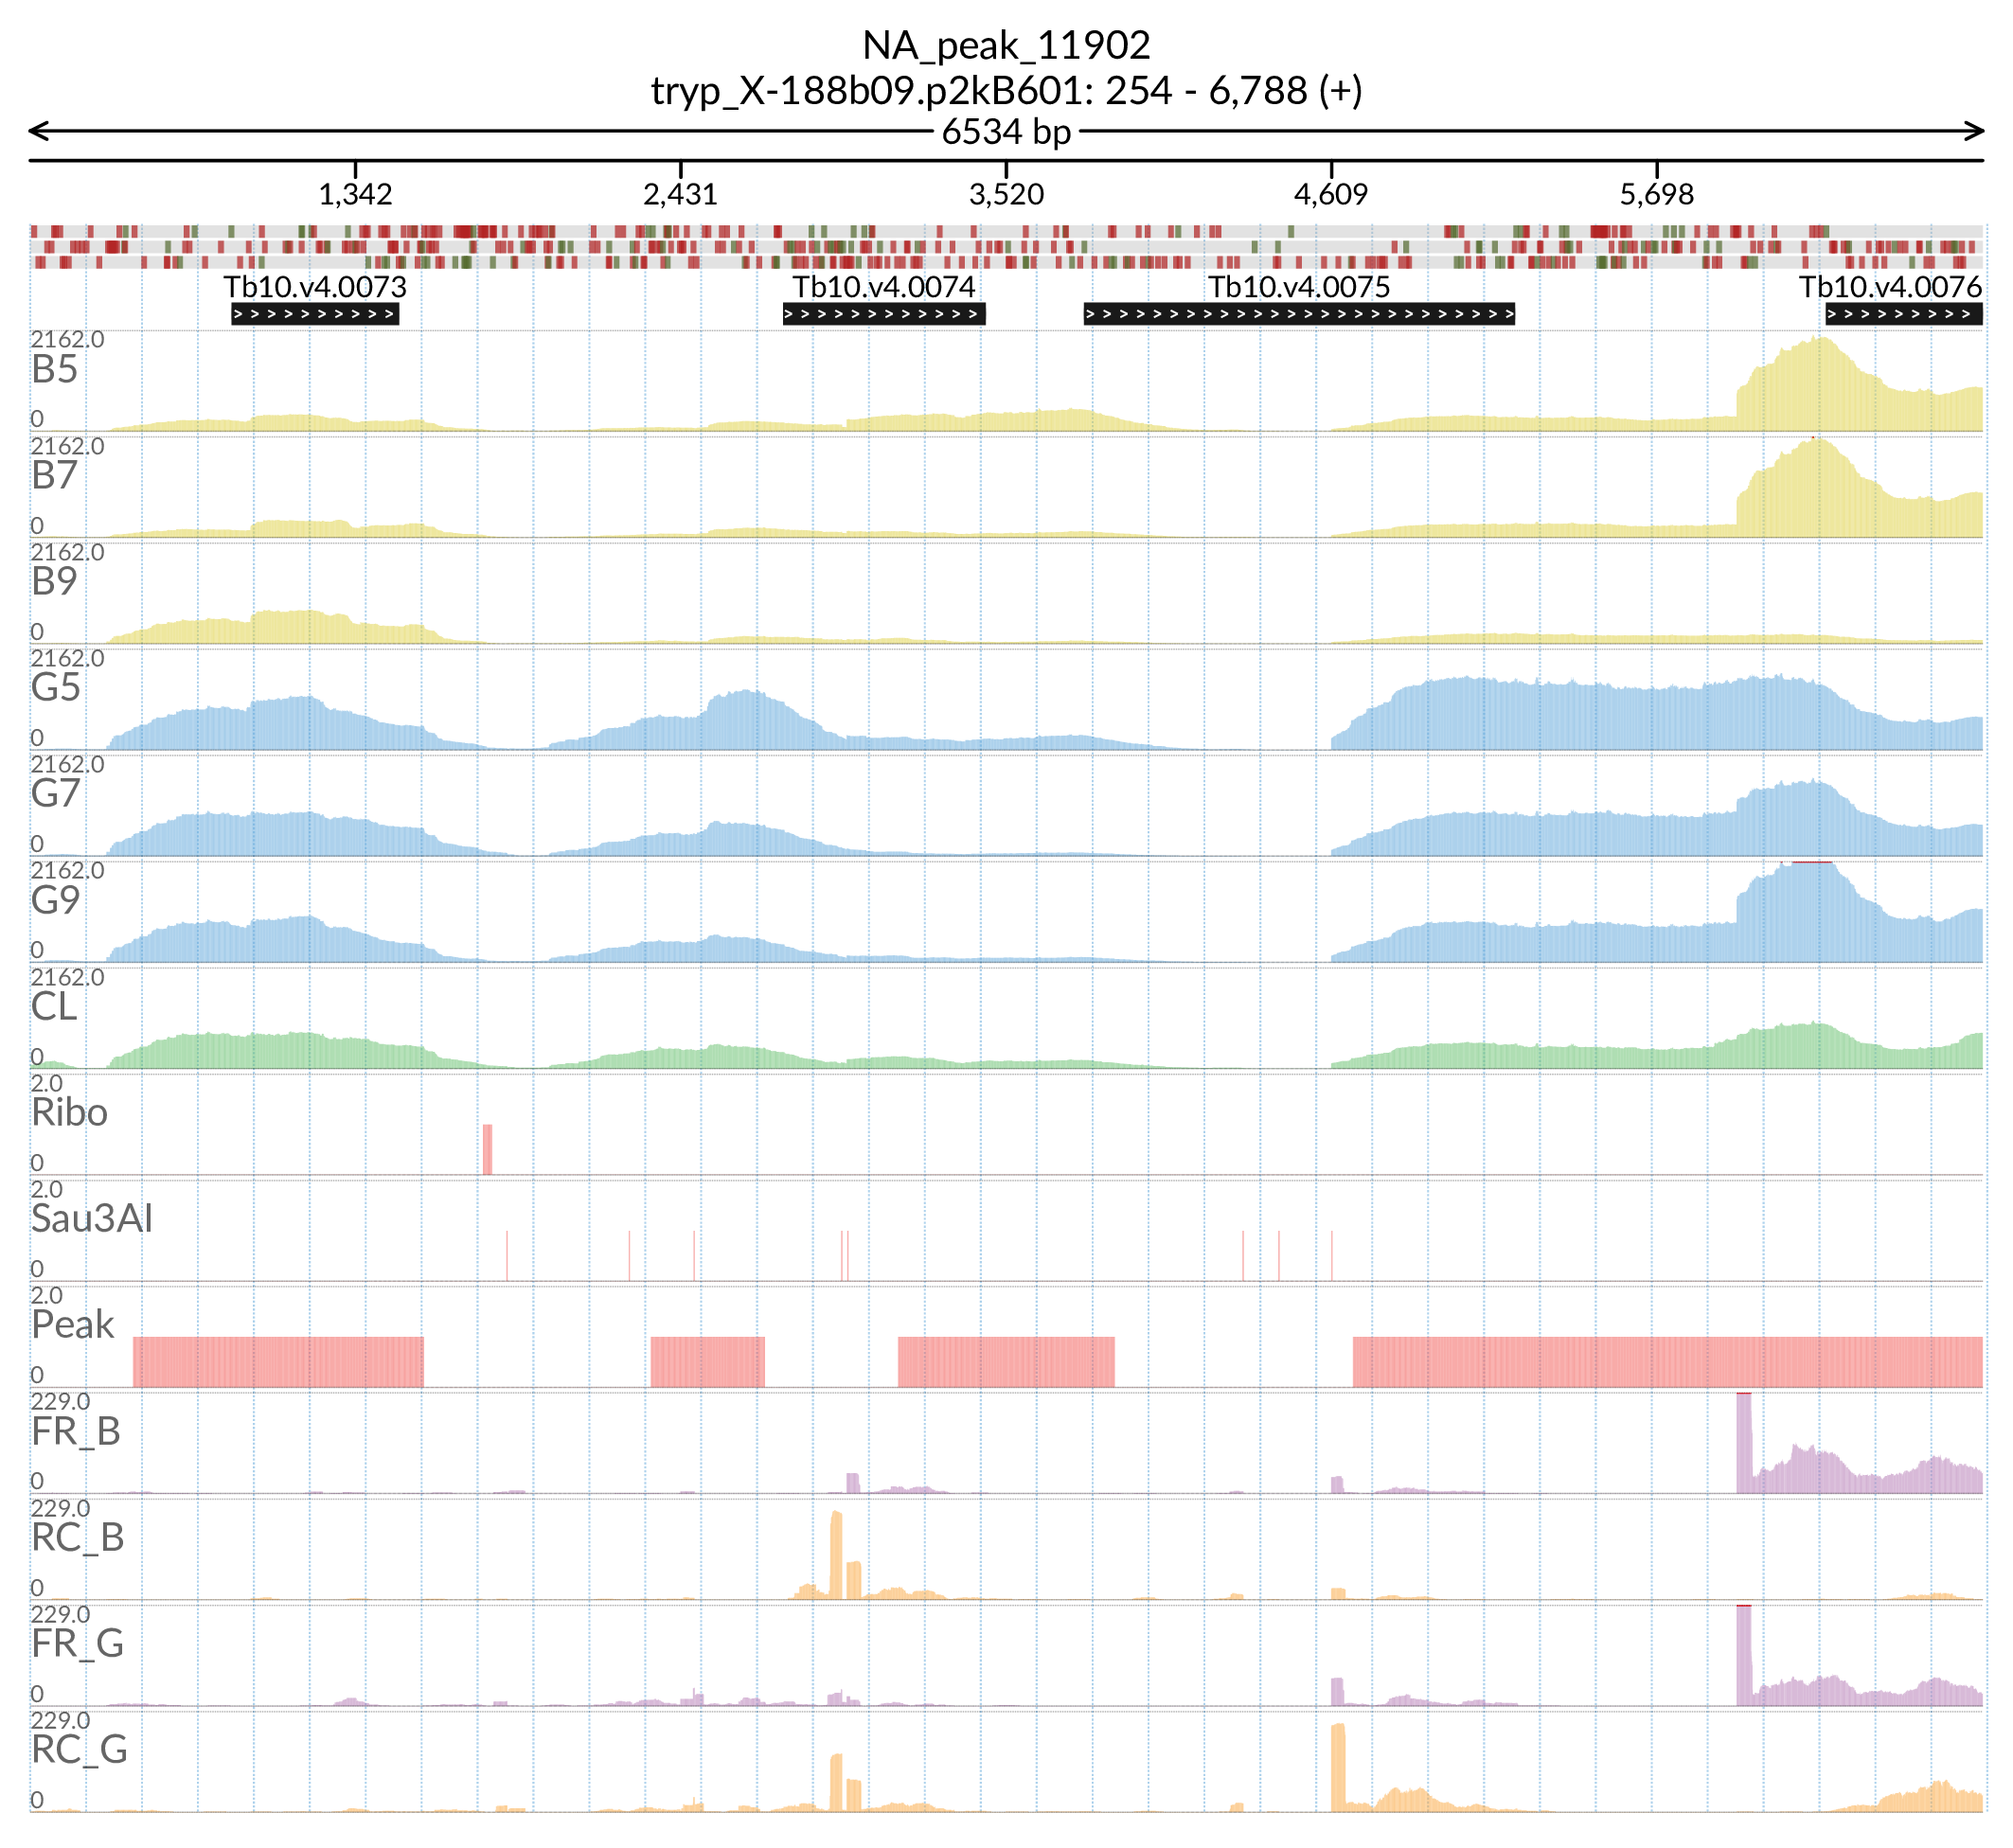 NA_peak_11902
tryp_X-188b09.p2kB601: 254 - 6,788 (+)
6534 bp
1,342 2,431 3,520 4,609 5,698
Tb10.v4.0073 Tb10.v4.0074 Tb10.v4.0075 Tb10.v4.0076
2162.0
B5
0
2162.0
B7
0
2162.0
B9
0
2162.0
G5
0
2162.0
G7
0
2162.0
G9
0
2162.0
CL
0
2.0
Ribo
0
2.0
Sau3AI
0
2.0
Peak
0
229.0
FR_B
0
229.0
RC_B
0
229.0
FR_G
0
229.0
RC_G
0